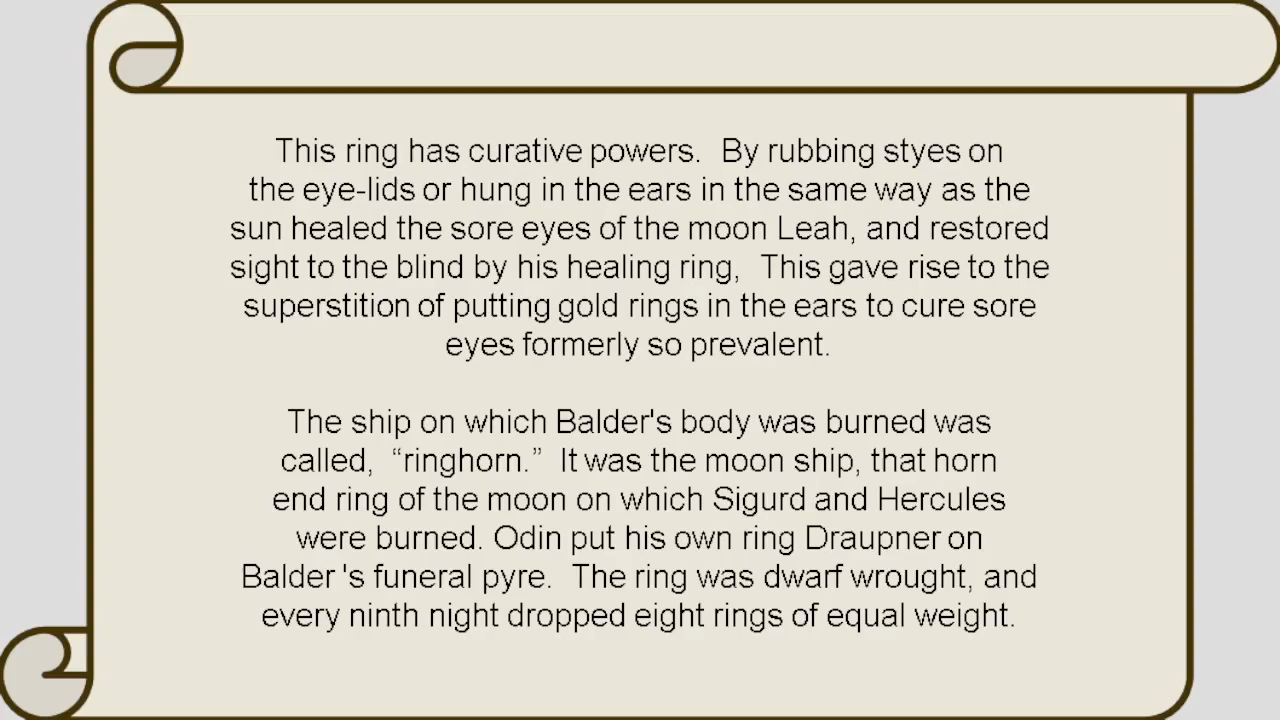 This ring has curative powers.  By rubbing styes on
the eye-lids or hung in the ears in the same way as the
sun healed the sore eyes of the moon Leah, and restored
sight to the blind by his healing ring,  This gave rise to the
superstition of putting gold rings in the ears to cure sore
eyes formerly so prevalent.
The ship on which Balder's body was burned was
called,  “ringhorn.”  It was the moon ship, that horn
end ring of the moon on which Sigurd and Hercules
were burned. Odin put his own ring Draupner on
Balder 's funeral pyre.  The ring was dwarf wrought, and
every ninth night dropped eight rings of equal weight.